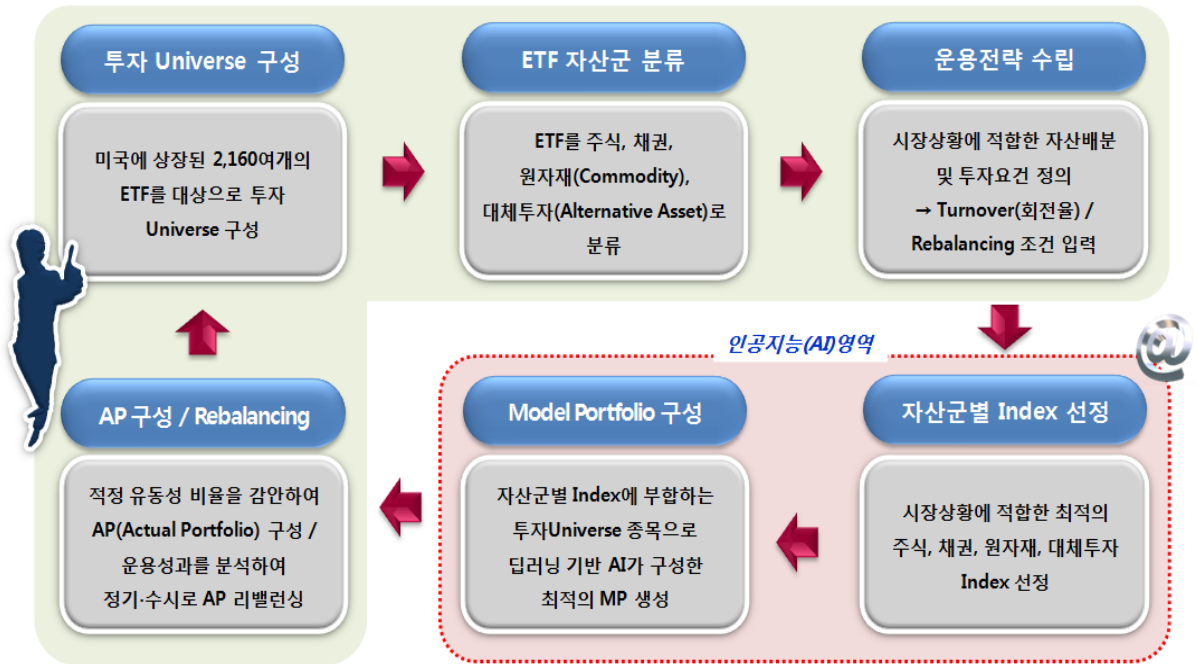 투자 Universe 구성
미국에 상장된 2,160여개의
ETF를 대상으로 투자
Universe 구성
ETF 자산군 분류
ETF를 주식, 채권,
원자재(Commodity),
대체투자(Alternative Asset)로
분류
운용전략 수립
시장상황에 적합한 자산배분
및 투자요건 정의
→ Turnover(회전율) /
Rebalancing 조건 입력
인공지능(AI)영역
@
자산군별 Index 선정
시장상황에 적합한 최적의
주식, 채권, 원자재, 대체투자
Index 선정
Model Portfolio 구성
자산군별 Index에 부합하는
투자Universe 종목으로
딥러닝 기반 AI가 구성한
최적의 MP 생성
AP 구성 / Rebalancing
적정 유동성 비율을 감안하여
AP(Actual Portfolio) 구성 /
운용성과를 분석하여
정기·수시로 AP 리밸런싱